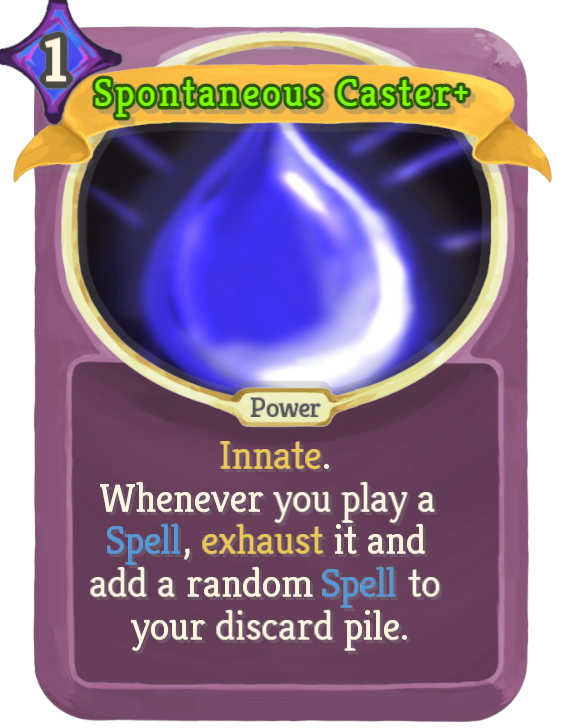 1
Spontaneous Caster+
Power
Innate.
Whenever you play a
Spell, exhaust it and
add a random Spell to
your discard pile.